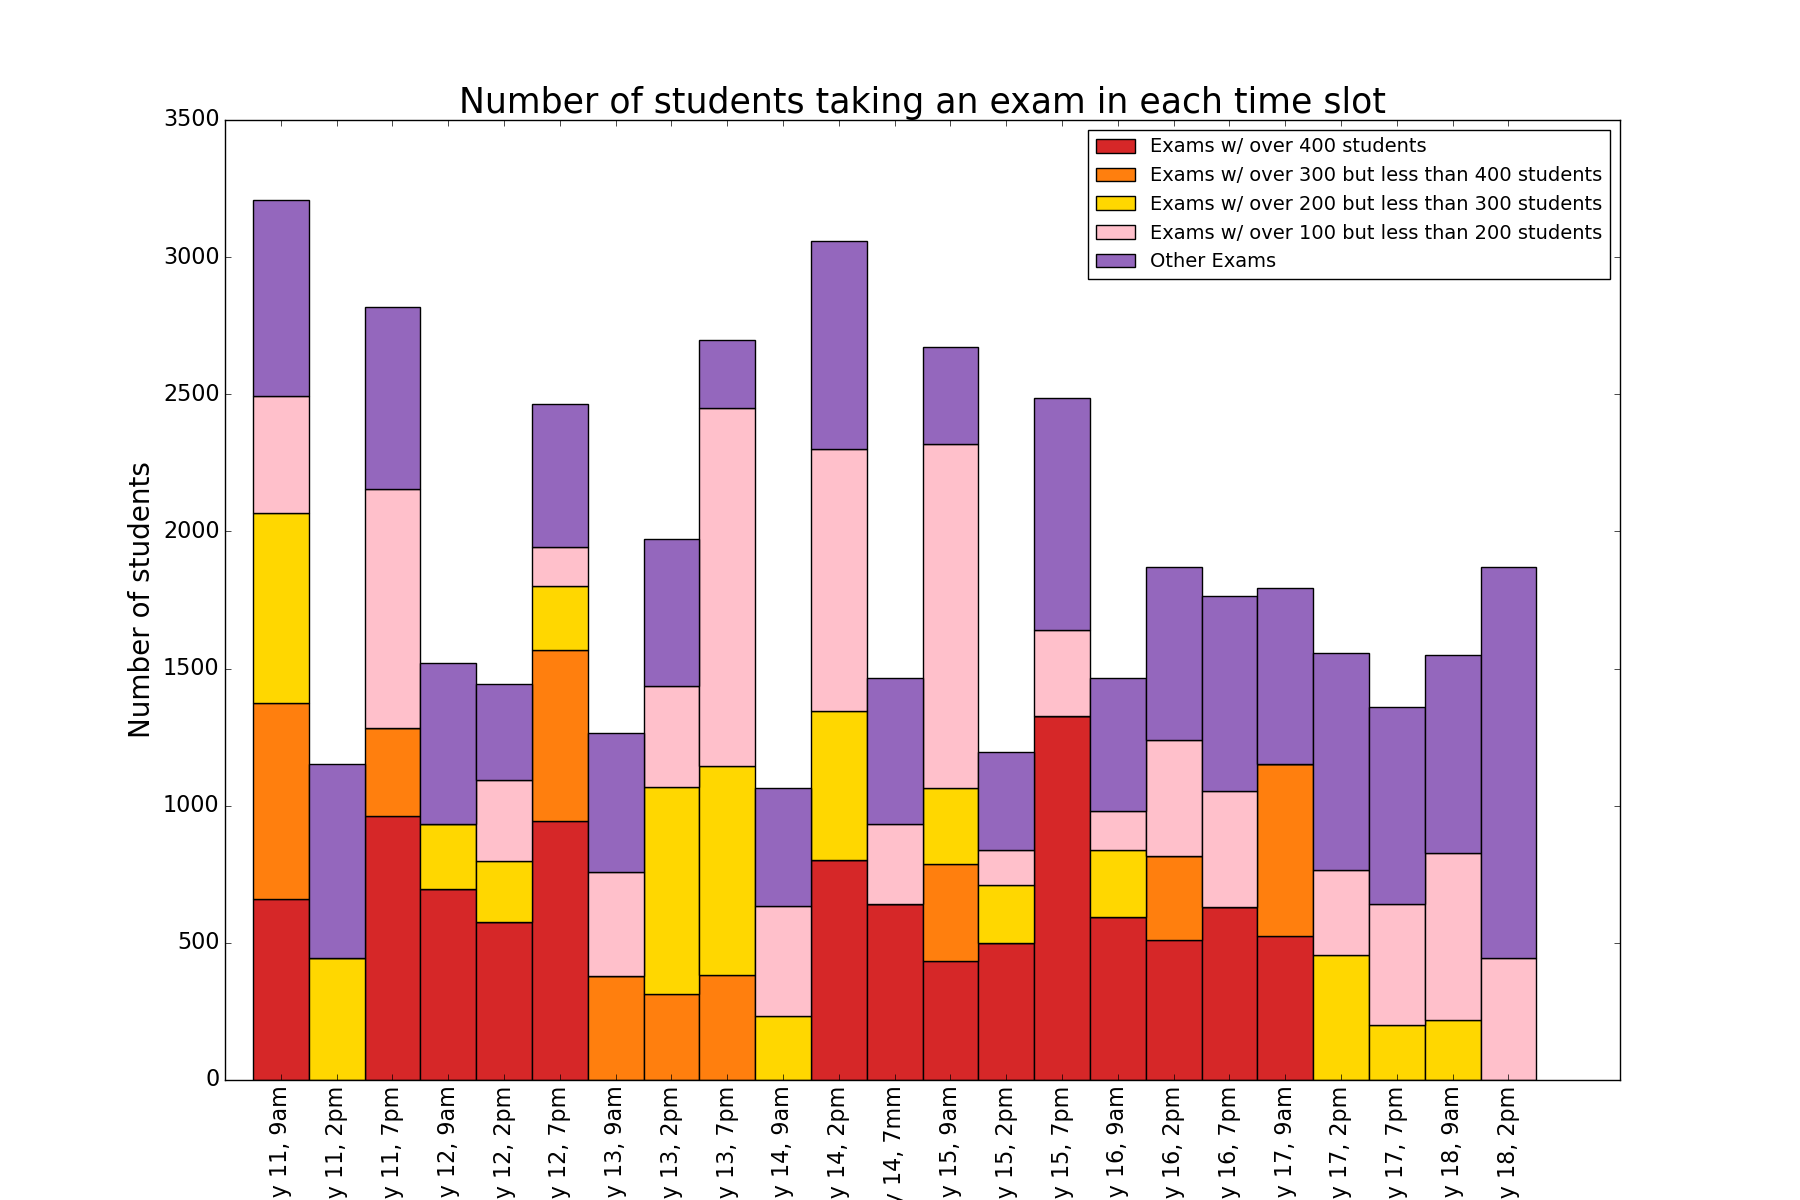 Number of students taking an exam in each time slot
Exams w/ over 400 students
Exams w/ over 300 but less than 400 students
Exams w/ over 200 but less than 300 students
Exams w/ over 100 but less than 200 students
Other Exams
Number of students
3500
3000
2500
2000
1500
1000
500
0
y 11, 9am
y 11, 2pm
y 11, 7pm
y 12, 9am
y 12, 2pm
y 12, 7pm
y 13, 9am
y 13, 2pm
y 13, 7pm
y 14, 9am
y 14, 2pm
y 14, 7mm
y 15, 9am
y 15, 2pm
y 15, 7pm
y 16, 9am
y 16, 2pm
y 16, 7pm
y 17, 9am
y 17, 2pm
y 17, 7pm
y 18, 9am
y 18, 2pm